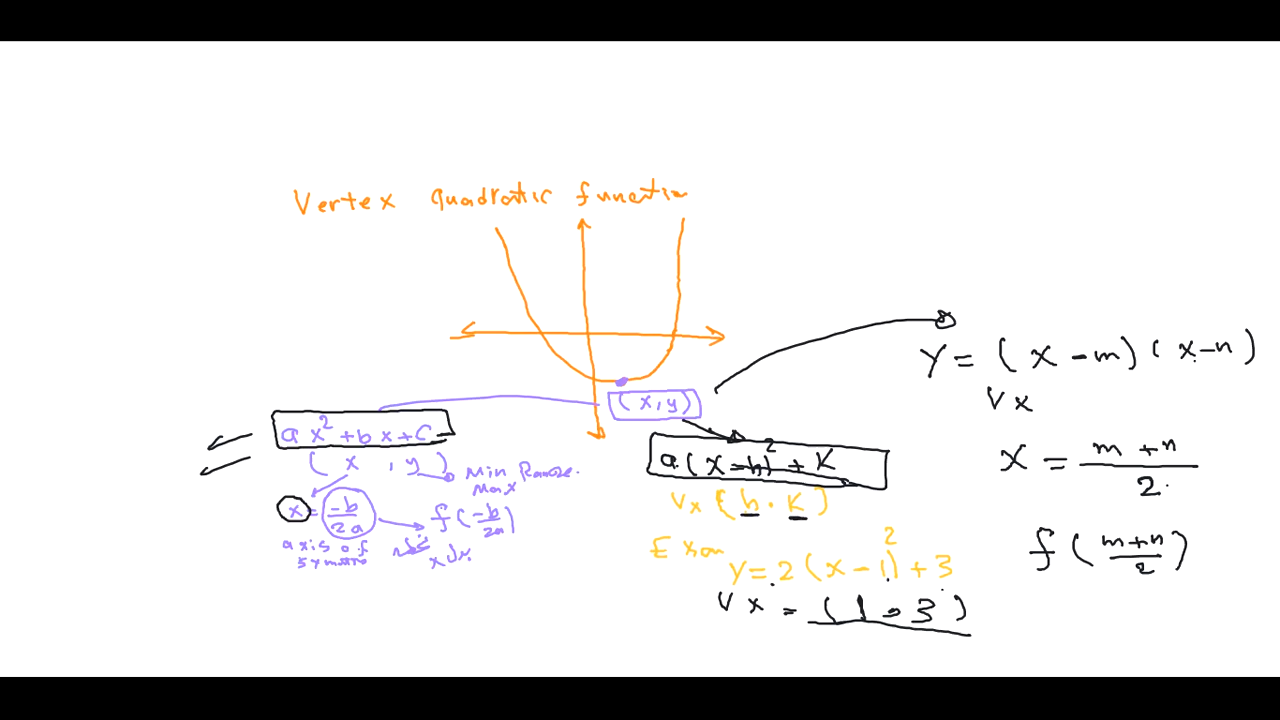 Vertex quadratic function
(x, y)
ax² + bx + c
( x , y )
Min Range.
Max
x = -b/2a
f(-b/2a)
axis of
x بدل
a(x-h)² + K
Vx (h . K)
Exam
y = 2(x-1)² + 3
Vx = (1 , 3)
Y = (x - m)(x - n)
Vx
x = m + n / 2
f(m+n / 2)